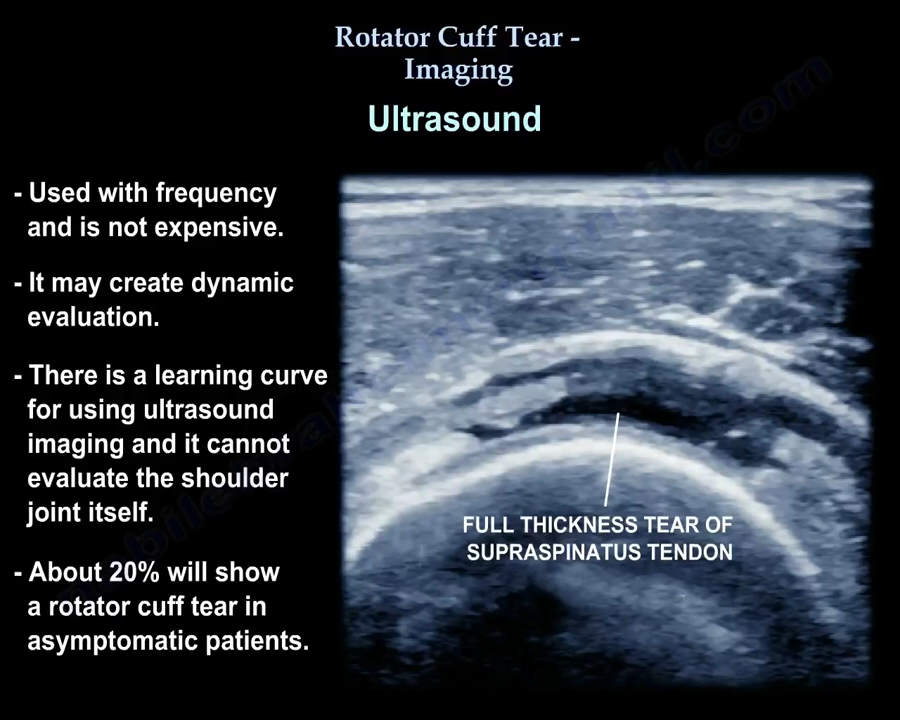 Rotator Cuff Tear -
Imaging
Ultrasound
- Used with frequency
and is not expensive.
- It may create dynamic
evaluation.
- There is a learning curve
for using ultrasound
imaging and it cannot
evaluate the shoulder
joint itself.
- About 20% will show
a rotator cuff tear in
asymptomatic patients.
FULL THICKNESS TEAR OF
SUPRASPINATUS TENDON